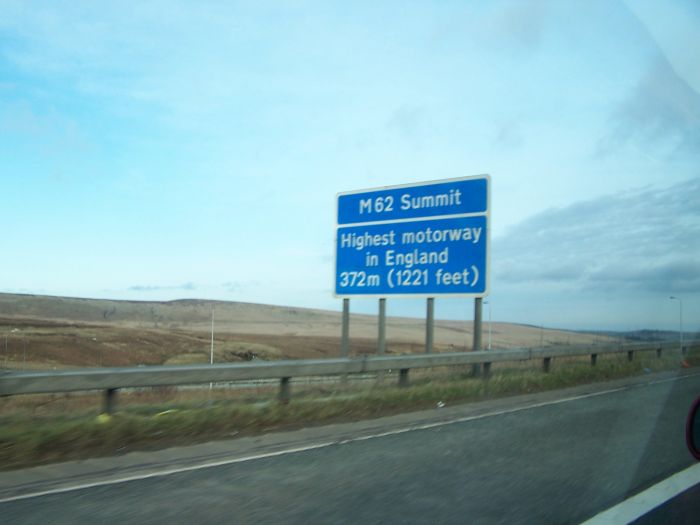 M62 Summit
Highest motorway
in England
372m (1221 feet)